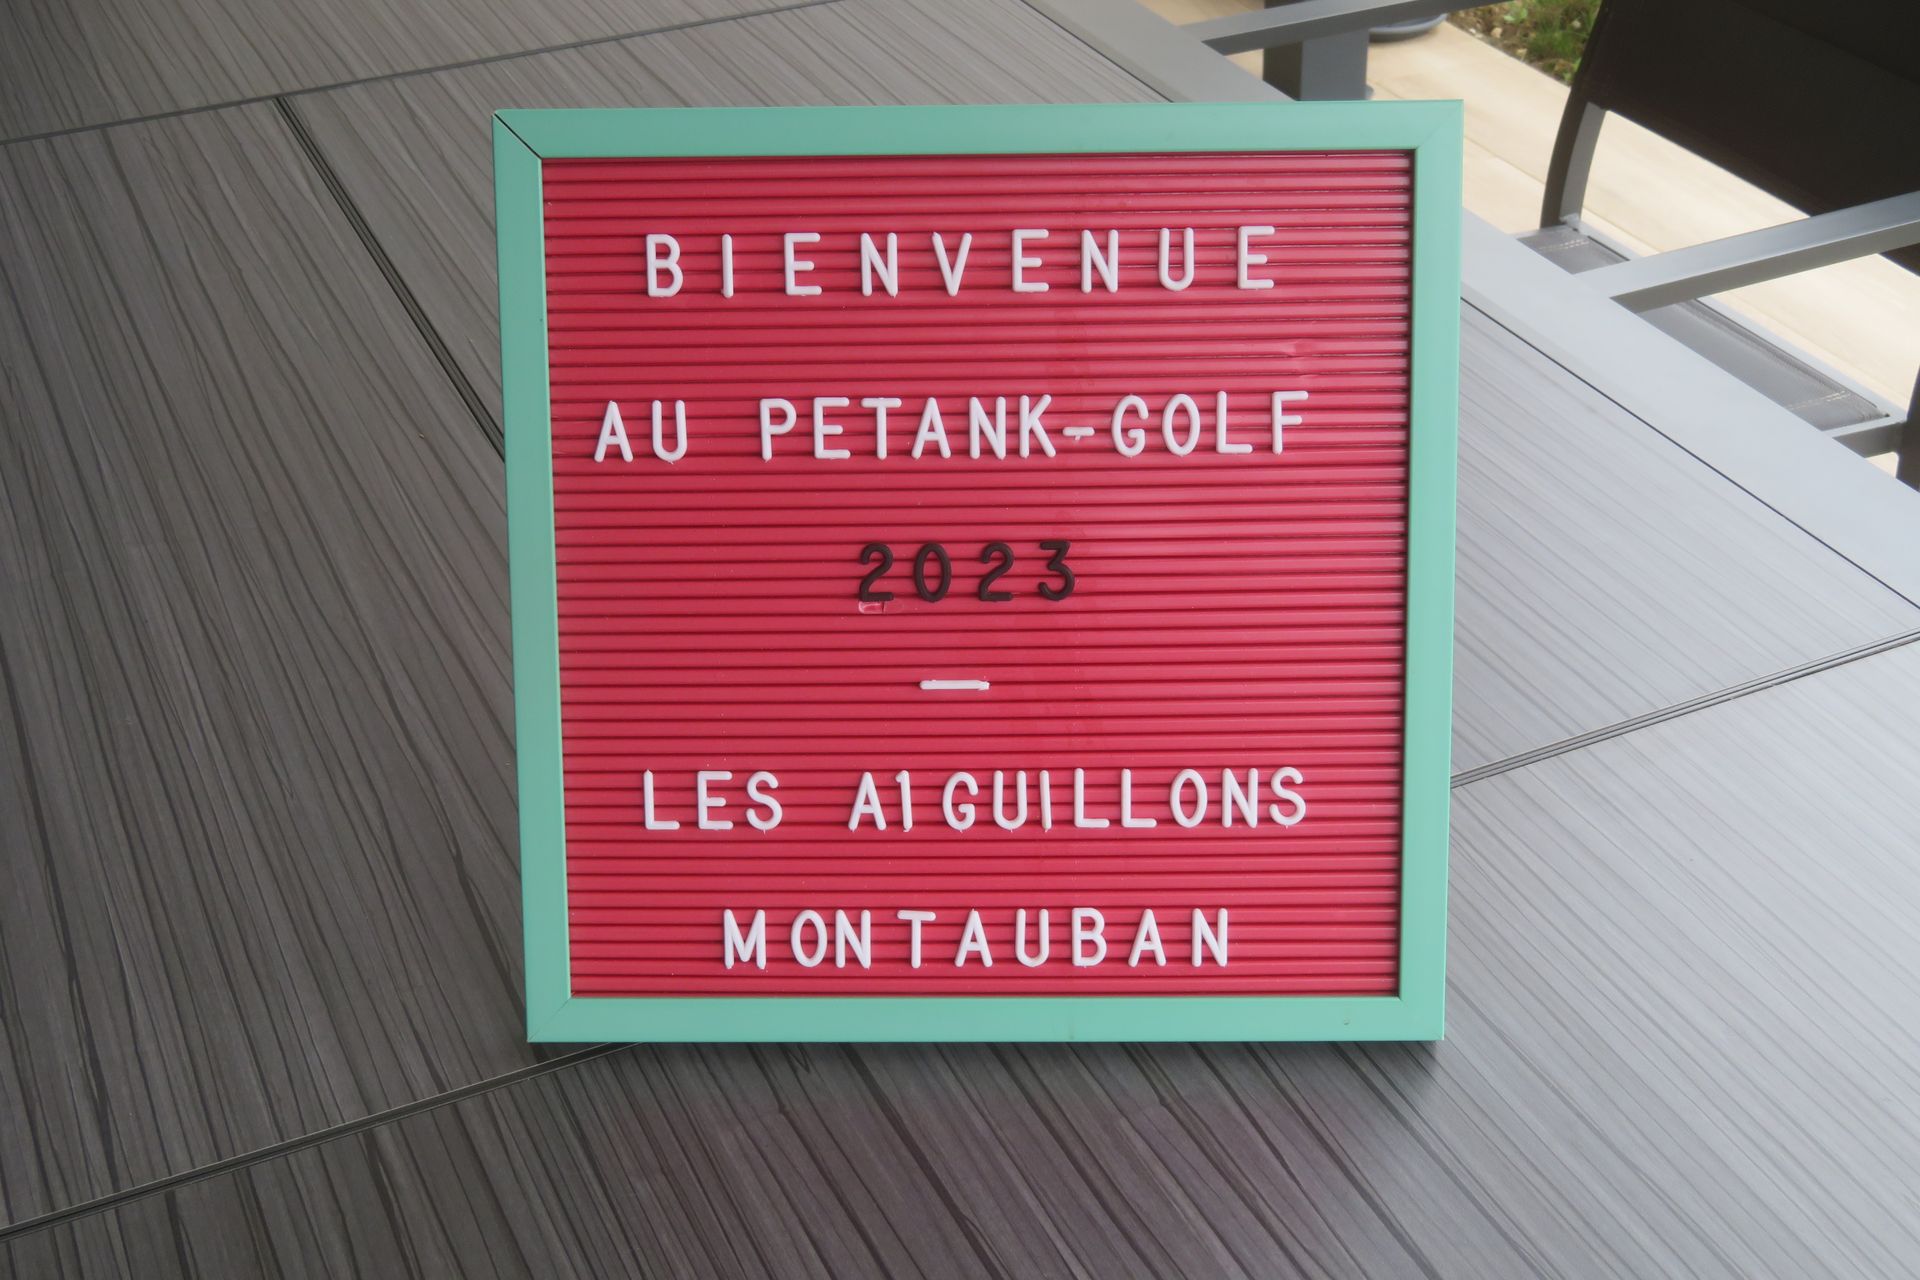 BIENVENUE
AU PETANK-GOLF
2023
—
LES A1GUILLONS
MONTAUBAN